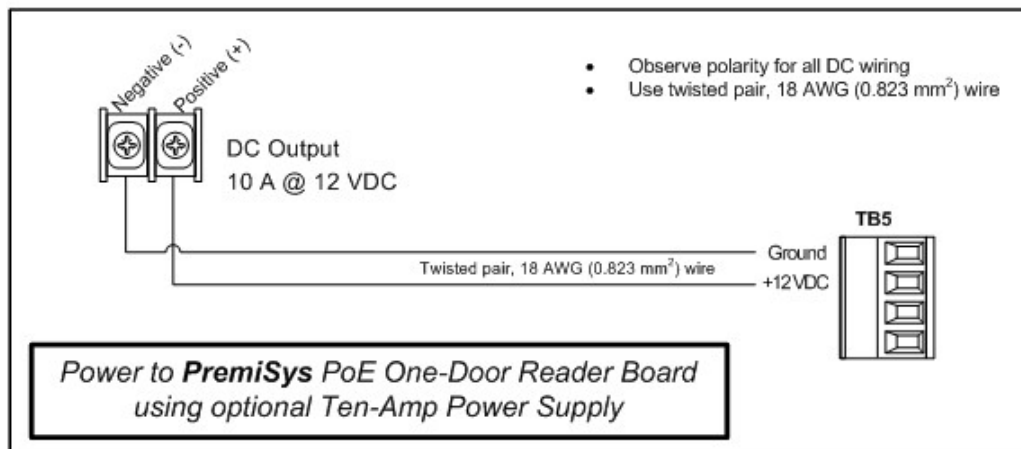 Negative (-)
Positive (+)
DC Output
10 A @ 12 VDC
• Observe polarity for all DC wiring
• Use twisted pair, 18 AWG (0.823 mm²) wire
TB5
Ground
Twisted pair, 18 AWG (0.823 mm²) wire
+12VDC
Power to PremiSys PoE One-Door Reader Board
using optional Ten-Amp Power Supply